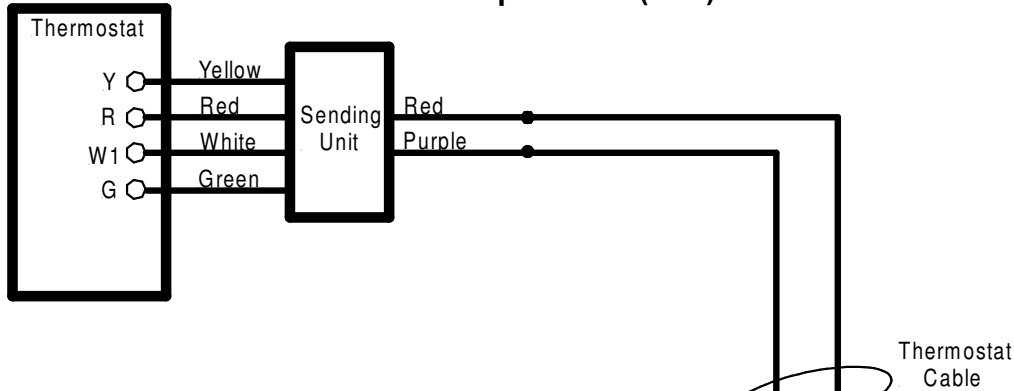 Thermostat
Y Yellow
R Red
W1 White
G Green
Sending
Unit
Red
Purple
Thermostat
Cable